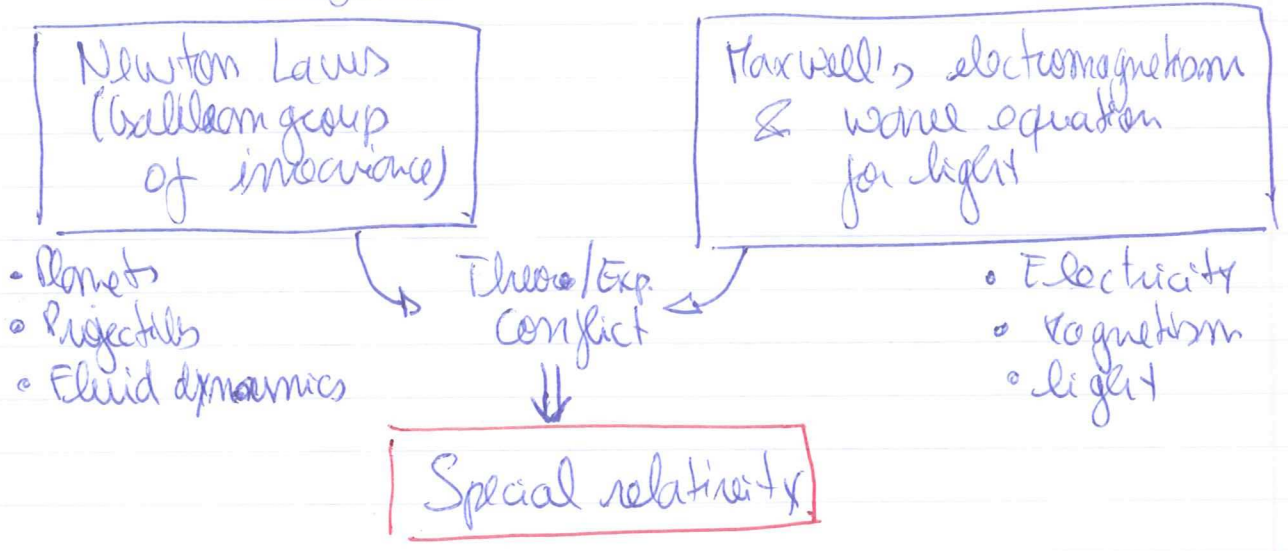 Newton Laws
(Galilean group
of invariance)
Maxwell's electromagnetism
& wave equation
for light
• Planets
• Projectiles
• Fluid dynamics
Theor/Exp.
Conflict
• Electricity
• Magnetism
• light
Special relativity